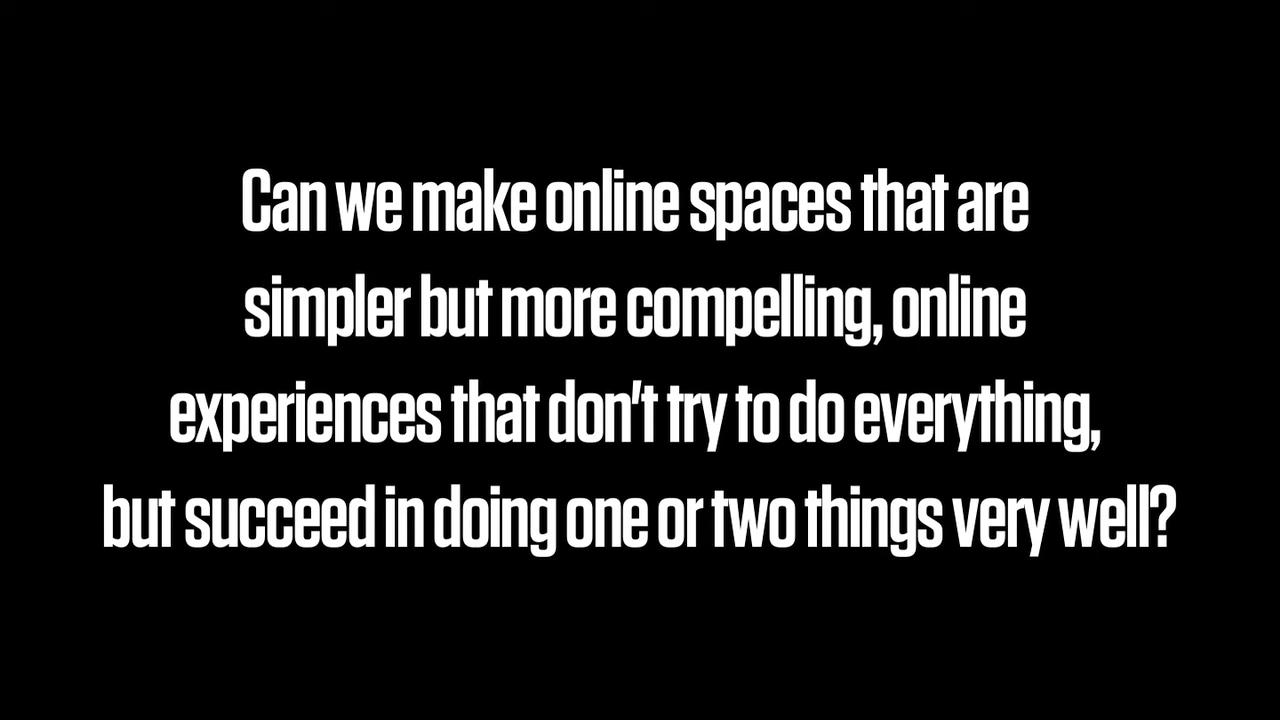 Can we make online spaces that are
simpler but more compelling, online
experiences that don't try to do everything,
but succeed in doing one or two things very well?